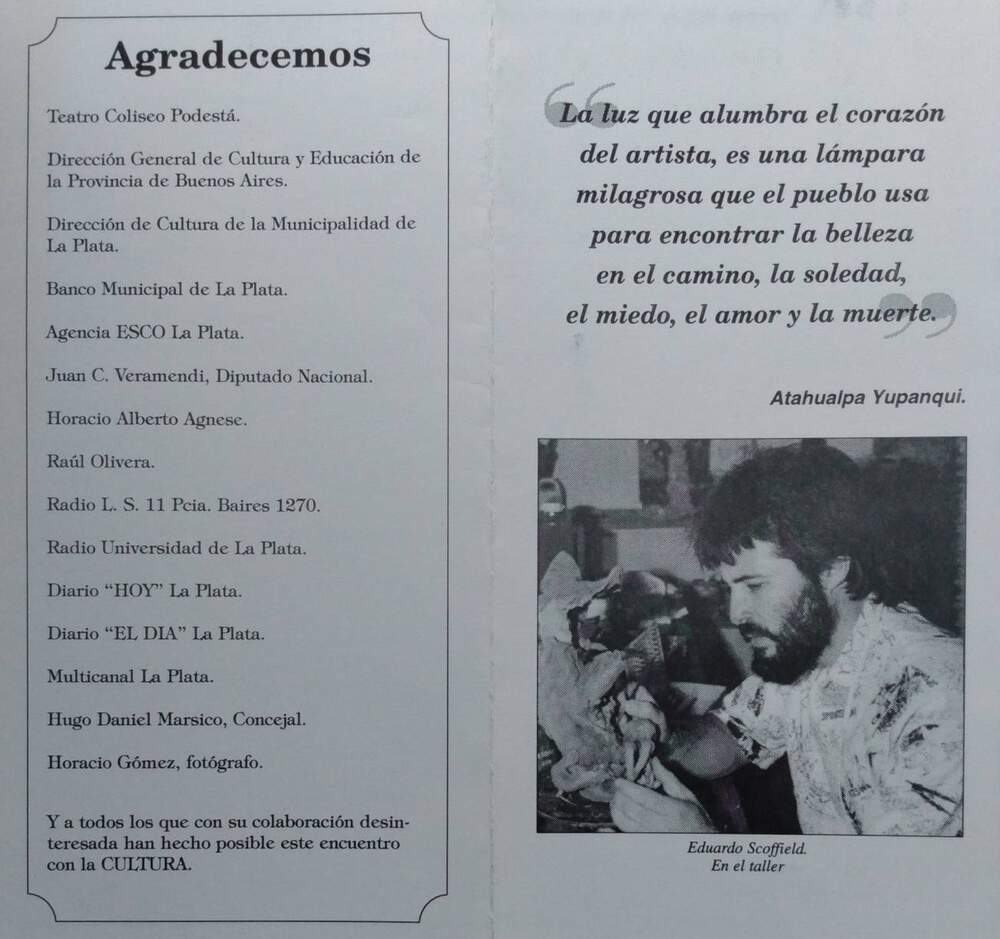 Agradecemos
Teatro Coliseo Podestá.
Dirección General de Cultura y Educación de
la Provincia de Buenos Aires.
Dirección de Cultura de la Municipalidad de
La Plata.
Banco Municipal de La Plata.
Agencia ESCO La Plata.
Juan C. Veramendi, Diputado Nacional.
Horacio Alberto Agnese.
Raúl Olivera.
Radio L. S. 11 Pcia. Baires 1270.
Radio Universidad de La Plata.
Diario “HOY” La Plata.
Diario “EL DIA” La Plata.
Multicanal La Plata.
Hugo Daniel Marsico, Concejal.
Horacio Gómez, fotógrafo.
Y a todos los que con su colaboración desin-
teresada han hecho posible este encuentro
con la CULTURA.
“La luz que alumbra el corazón
del artista, es una lámpara
milagrosa que el pueblo usa
para encontrar la belleza
en el camino, la soledad,
el miedo, el amor y la muerte.”
Atahualpa Yupanqui.
Eduardo Scoffield.
En el taller